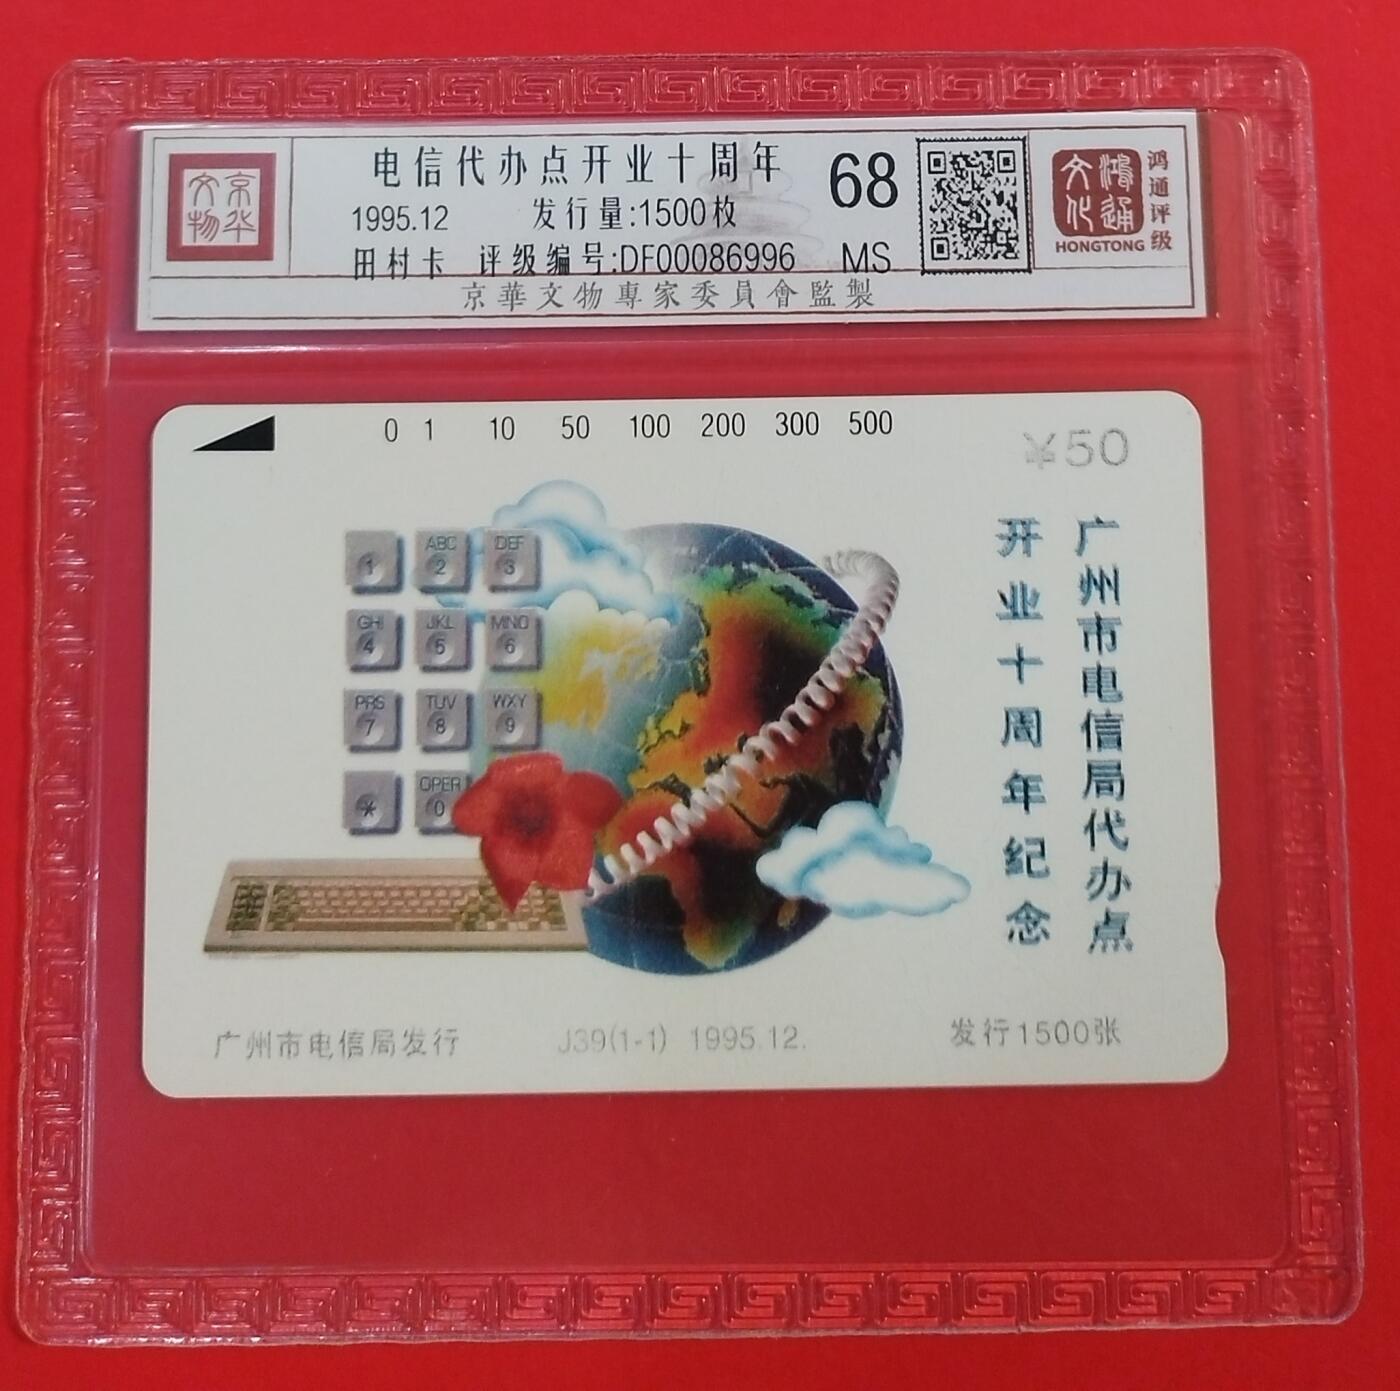 京华
文物
电信代办点开业十周年
1995.12 发行量:1500枚
田村卡 评级编号:DF00086996
68
MS
京華文物專家委員會監製
鴻通
文化
HONGTONG
鸿通评级
0 1 10 50 100 200 300 500
¥50
广州市电信局代办点
开业十周年纪念
1
ABC
2
DEF
3
GHI
4
JKL
5
MNO
6
PRS
7
TUV
8
WXY
9
*
OPER
0
广州市电信局发行
J39(1-1) 1995.12.
发行1500张